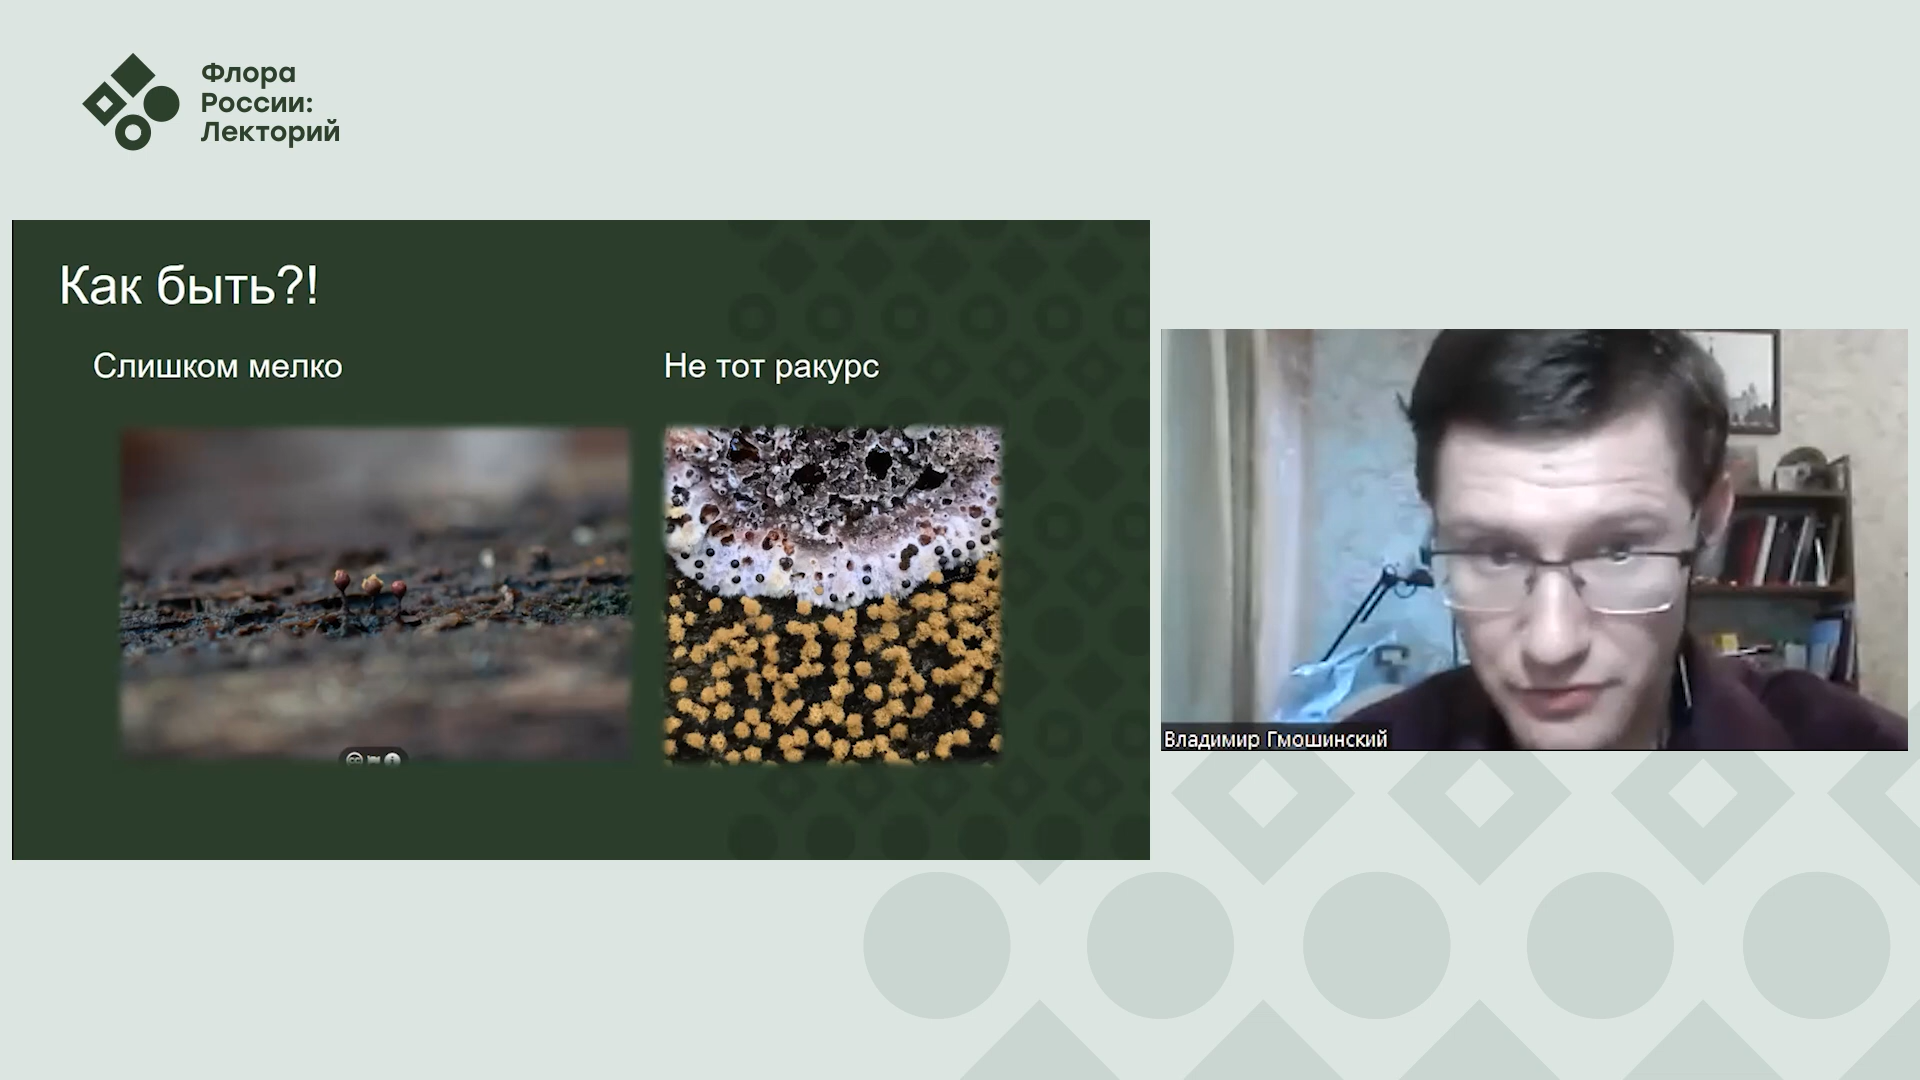 Флора
России:
Лекторий
Как быть?!
Слишком мелко
Не тот ракурс
Владимир Гмошинский